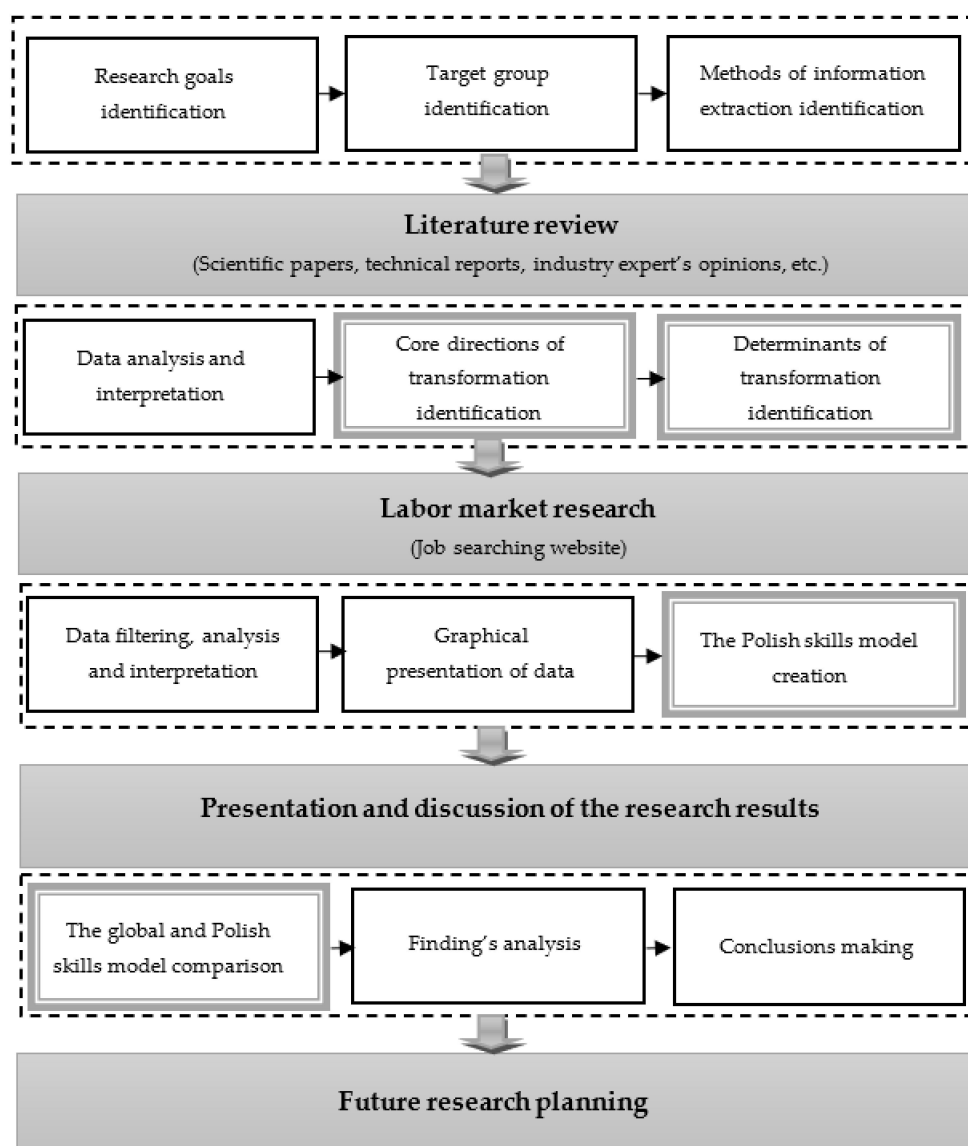 Research goals
identification
Target group
identification
Methods of information
extraction identification
Literature review
(Scientific papers, technical reports, industry expert's opinions, etc.)
Data analysis and
interpretation
Core directions of
transformation
identification
Determinants of
transformation
identification
Labor market research
(Job searching website)
Data filtering, analysis
and interpretation
Graphical
presentation of data
The Polish skills model
creation
Presentation and discussion of the research results
The global and Polish
skills model comparison
Finding's analysis
Conclusions making
Future research planning